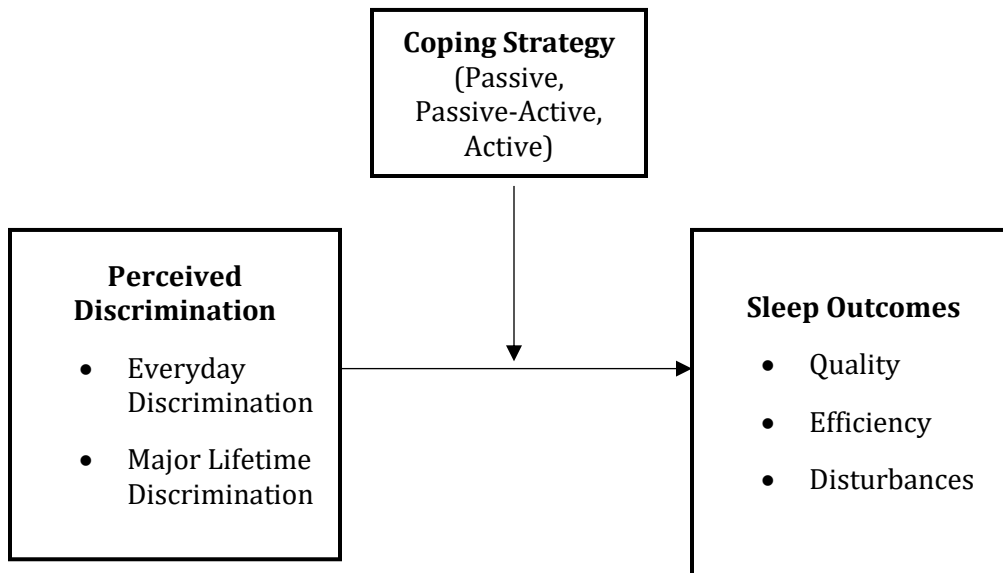 Coping Strategy
(Passive,
Passive-Active,
Active)
Perceived
Discrimination
• Everyday
Discrimination
• Major Lifetime
Discrimination
Sleep Outcomes
• Quality
• Efficiency
• Disturbances